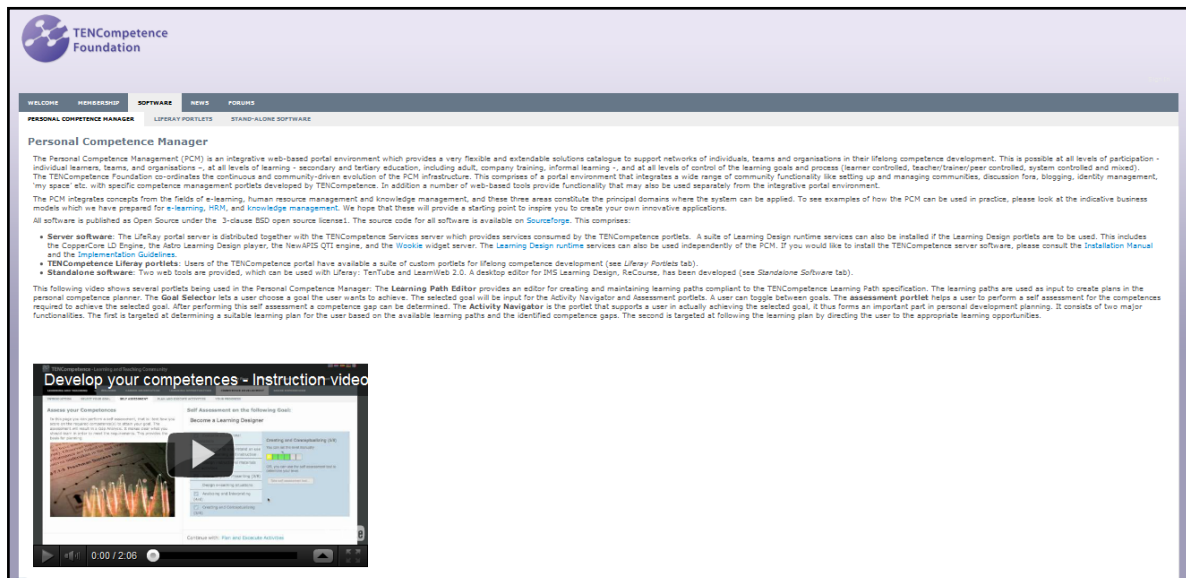 TENCompetence
Foundation
WELCOME MEMBERSHIP SOFTWARE NEWS FORUMS
PERSONAL COMPETENCE MANAGER LIFERAY PORTLETS STAND-ALONE SOFTWARE
Personal Competence Manager
The Personal Competence Management (PCM) is an integrative web-based portal environment which provides a very flexible and extendable solutions catalogue to support networks of individuals, teams and organisations in their lifelong competence development. This is possible at all levels of participation -
individual learners, teams, and organisations –, at all levels of learning - secondary and tertiary education, including adult, company training, informal learning -, and at all levels of control of the learning goals and process (learner controlled, teacher/trainer/peer controlled, system controlled and mixed).
The TENCompetence Foundation co-ordinates the continuous and community-driven evolution of the PCM infrastructure. This comprises of a portal environment that integrates a wide range of community functionality like setting up and managing communities, discussion fora, blogging, identity management,
'my space' etc. with specific competence management portlets developed by TENCompetence. In addition a number of web-based tools provide functionality that may also be used separately from the integrative portal environment.
The PCM integrates concepts from the fields of e-learning, human resource management and knowledge management, and these three areas constitute the principal domains where the system can be applied. To see examples of how the PCM can be used in practice, please look at the indicative business
models which we have prepared for e-learning, HRM, and knowledge management. We hope that these will provide a starting point to inspire you to create your own innovative applications.
All software is published as Open Source under the 3-clause BSD open source license1. The source code for all software is available on Sourceforge. This comprises:
• Server software: The LifeRay portal server is distributed together with the TENCompetence Services server which provides services consumed by the TENCompetence portlets. A suite of Learning Design runtime services can also be installed if the Learning Design portlets are to be used. This includes
the CopperCore LD Engine, the Astro Learning Design player, the NewAPIS QTI engine, and the Wookie widget server. The Learning Design runtime services can also be used independently of the PCM. If you would like to install the TENCompetence server software, please consult the Installation Manual
and the Implementation Guidelines.
• TENCompetence Liferay portlets: Users of the TENCompetence portal have available a suite of custom portlets for lifelong competence development (see Liferay Portlets tab).
• Standalone software: Two web tools are provided, which can be used with Liferay: TenTube and LearnWeb 2.0. A desktop editor for IMS Learning Design, ReCourse, has been developed (see Standalone Software tab).
This following video shows several portlets being used in the Personal Competence Manager: The Learning Path Editor provides an editor for creating and maintaining learning paths compliant to the TENCompetence Learning Path specification. The learning paths are used as input to create plans in the
personal competence planner. The Goal Selector lets a user choose a goal the user wants to achieve. The selected goal will be input for the Activity Navigator and Assessment portlets. A user can toggle between goals. The assessment portlet helps a user to perform a self assessment for the competences
required to achieve the selected goal. After performing this self assessment a competence gap can be determined. The Activity Navigator is the portlet that supports a user in actually achieving the selected goal, it thus forms an important part in personal development planning. It consists of two major
functionalities. The first is targeted at determining a suitable learning plan for the user based on the available learning paths and the identified competence gaps. The second is targeted at following the learning plan by directing the user to the appropriate learning opportunities.
TENCompetence - Learning and Teaching Community
Develop your competences - Instruction video
Assess your Competences
Self Assessment on the following Goal:
Become a Learning Designer
Creating and Conceptualising (3/5)
Continue with: Plan and Execute Activities
0:00 / 2:06